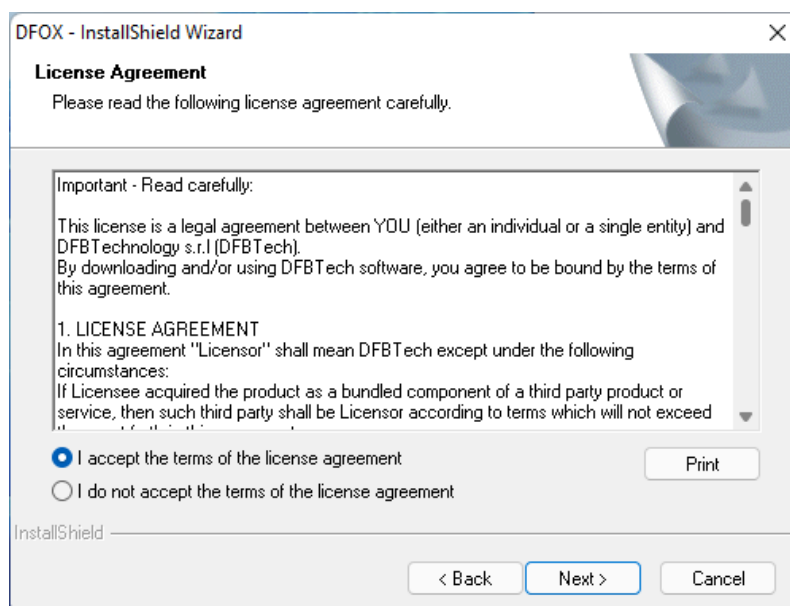 DFOX - InstallShield Wizard
License Agreement
Please read the following license agreement carefully.
Important - Read carefully:
This license is a legal agreement between YOU (either an individual or a single entity) and
DFBTechnology s.r.l (DFBTech).
By downloading and/or using DFBTech software, you agree to be bound by the terms of
this agreement.
1. LICENSE AGREEMENT
In this agreement "Licensor" shall mean DFBTech except under the following
circumstances:
If Licensee acquired the product as a bundled component of a third party product or
service, then such third party shall be Licensor according to terms which will not exceed
I accept the terms of the license agreement
Print
I do not accept the terms of the license agreement
InstallShield
< Back
Next >
Cancel